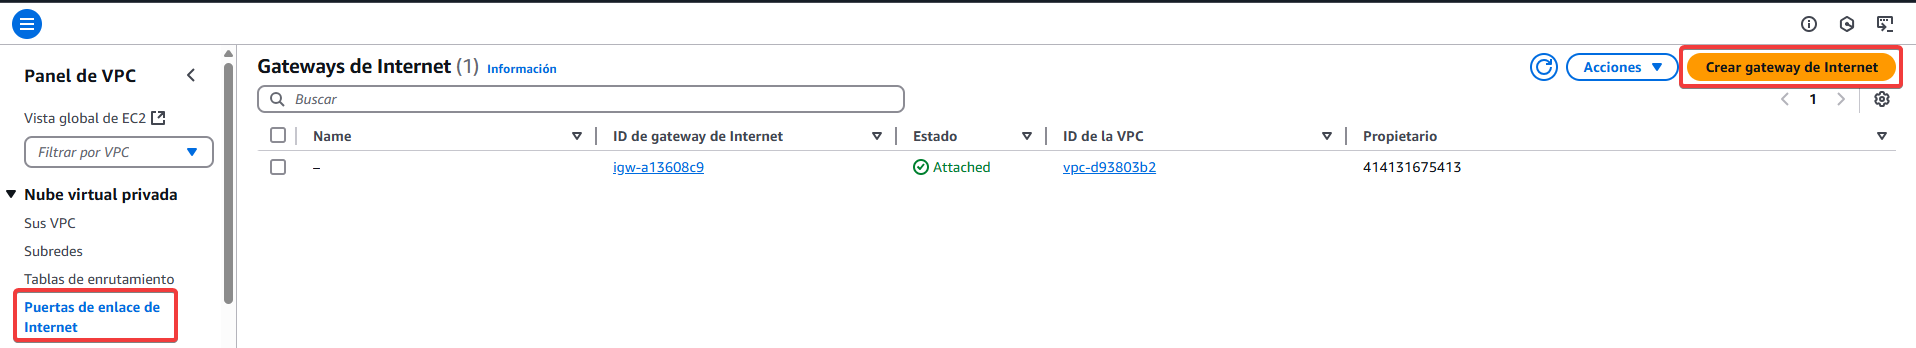 Panel de VPC
Vista global de EC2
Filtrar por VPC
Nube virtual privada
Sus VPC
Subredes
Tablas de enrutamiento
Puertas de enlace de
Internet
Gateways de Internet (1) Información
Acciones
Crear gateway de Internet
Buscar
1
Name ID de gateway de Internet Estado ID de la VPC Propietario
– igw-a13608c9 Attached vpc-d93803b2 414131675413